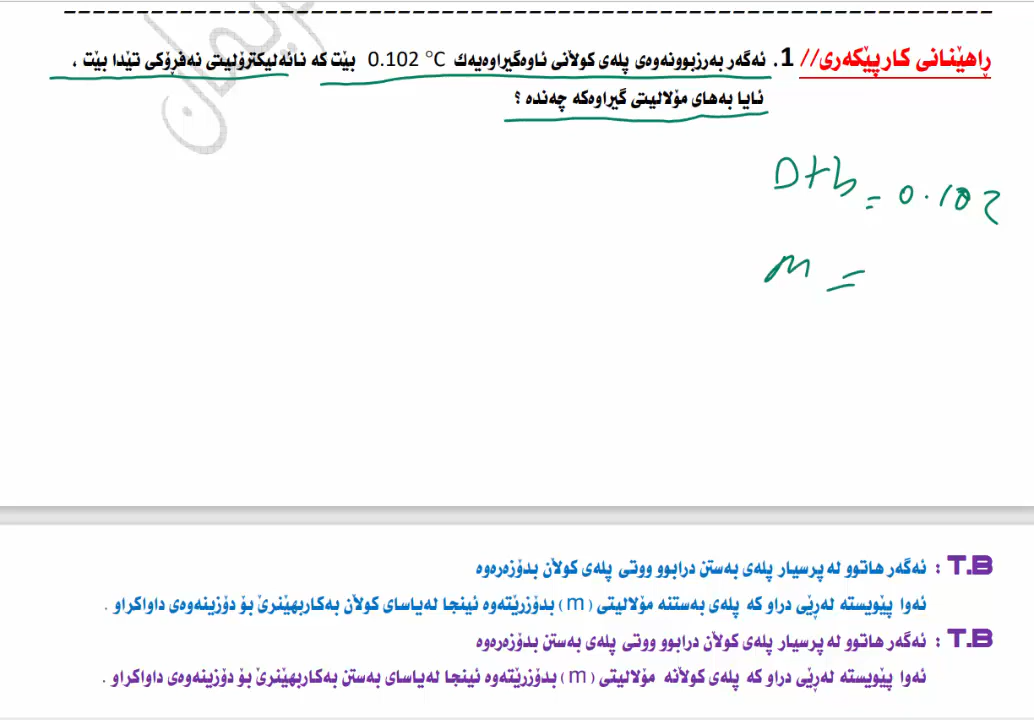 ڕاهێنانی کارپێکەری// 1. ئەگەر بەرزبوونەوەی پلەی کوڵانی ئاوەگیراوەیەک 0.102 °C بێت کە نائەلیکترۆلیتی نەفڕۆکی تێدا بێت ،
ئایا بەهای مۆلالیتی گیراوەکە چەندە ؟
Dtb = 0.102
m =
T.B : ئەگەر هاتوو لە پرسیار پلەی بەستن درابوو ووتی پلەی کوڵان بدۆزەرەوە
ئەوا پێویستە لەڕێی دراو کە پلەی بەستنە مۆلالیتی (m) بدۆزرێتەوە ئینجا لەیاسای کوڵان بەکاربهێنرێ بۆ دۆزینەوەی داواکراو .
T.B : ئەگەر هاتوو لە پرسیار پلەی کوڵان درابوو ووتی پلەی بەستن بدۆزەرەوە
ئەوا پێویستە لەڕێی دراو کە پلەی کوڵانە مۆلالیتی (m) بدۆزرێتەوە ئینجا لەیاسای بەستن بەکاربهێنرێ بۆ دۆزینەوەی داواکراو .